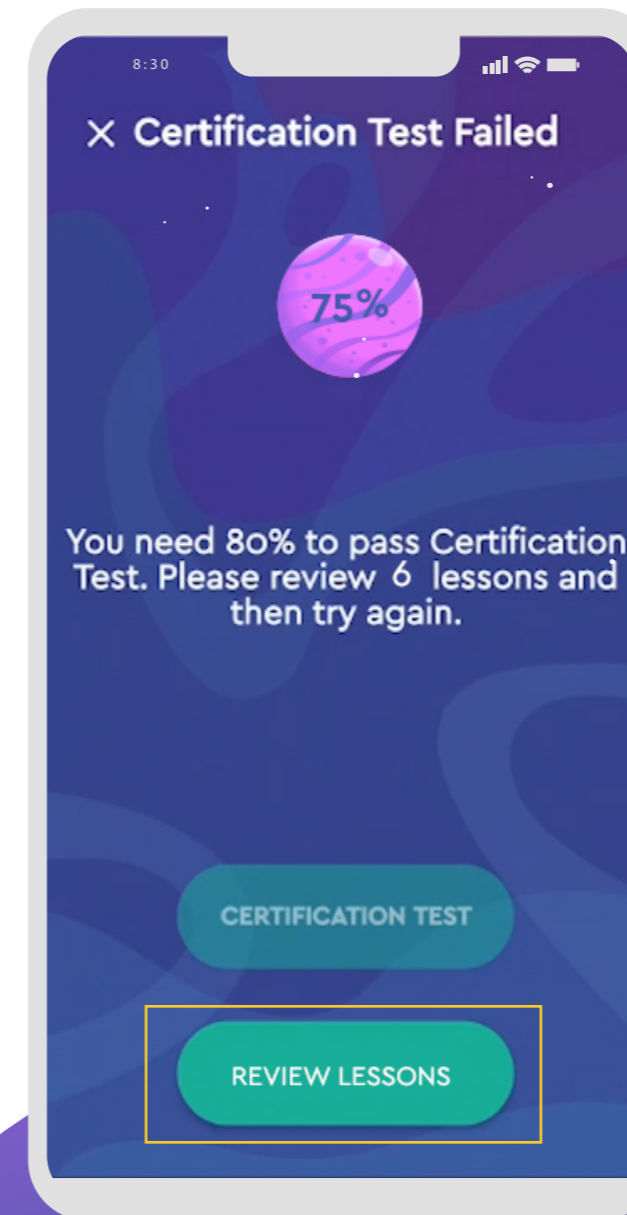 8:30
Certification Test Failed
75%
You need 80% to pass Certification
Test. Please review 6 lessons and
then try again.
CERTIFICATION TEST
REVIEW LESSONS